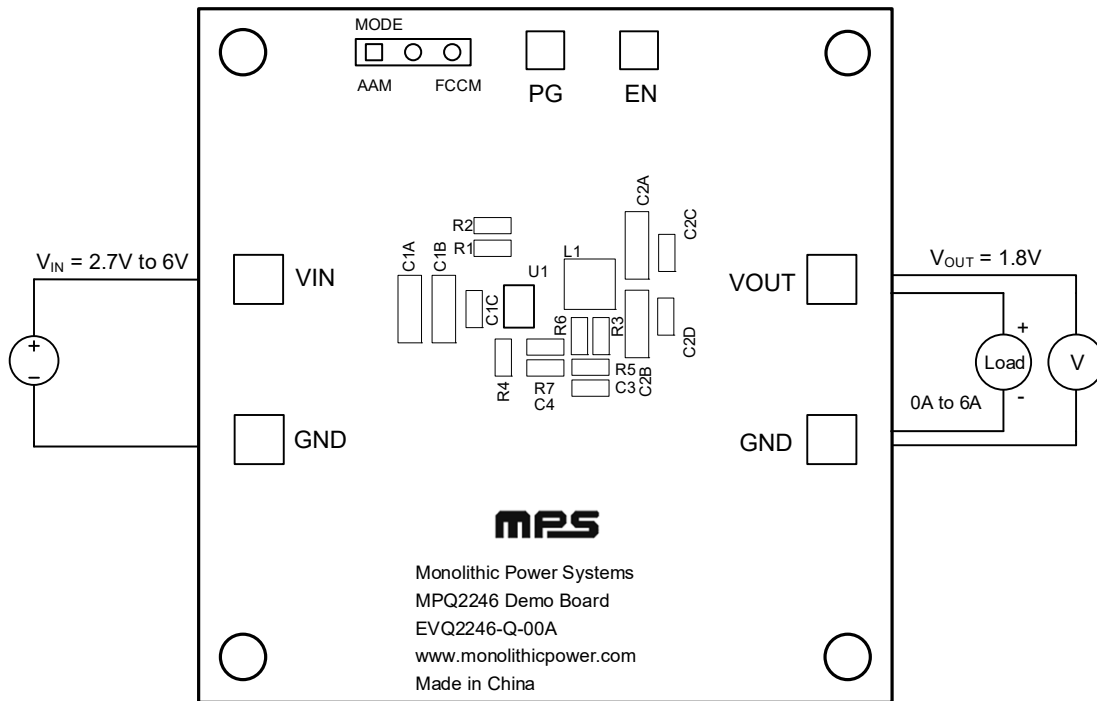 MODE
AAM FCCM
PG
EN
V_IN = 2.7V to 6V
VIN
GND
R2
R1
C1A
C1B
C1C
U1
L1
C2A
C2C
C2D
C2B
R6
R3
R4
R7
C4
R5
C3
VOUT
GND
V_OUT = 1.8V
+
Load
-
0A to 6A
V
+
−
MPS
Monolithic Power Systems
MPQ2246 Demo Board
EVQ2246-Q-00A
www.monolithicpower.com
Made in China